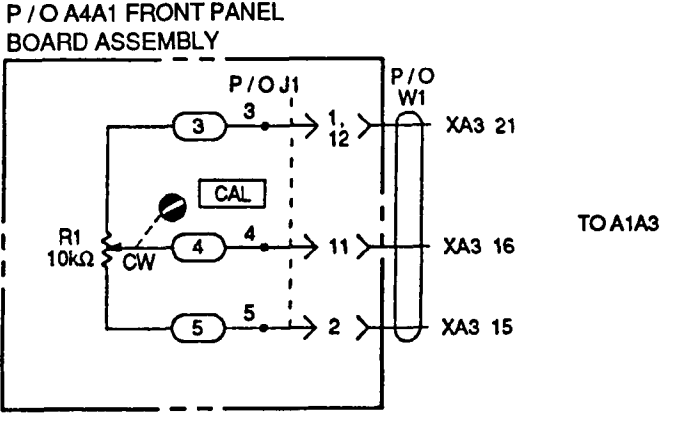 P/O A4A1 FRONT PANEL
BOARD ASSEMBLY
P/O J1
P/O
W1
3
3
1,
12
XA3 21
CAL
R1
10kΩ
CW
4
4
11
XA3 16
TO A1A3
5
5
2
XA3 15